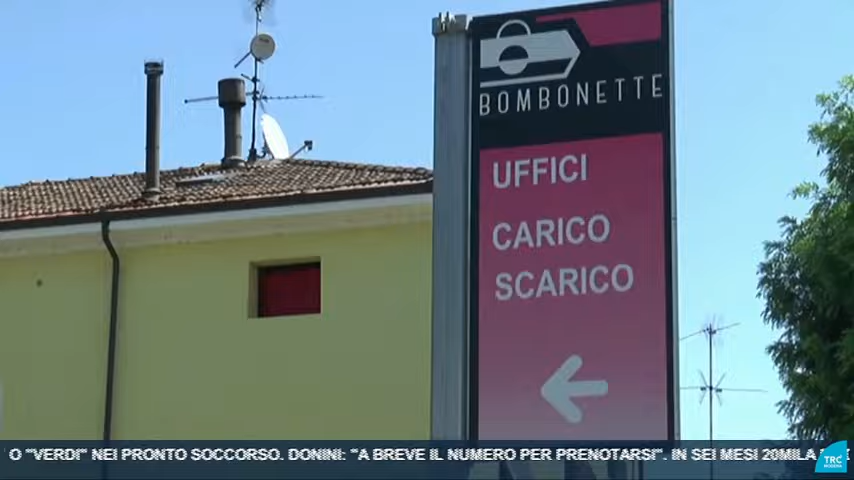 BOMBONETTE
UFFICI
CARICO
SCARICO
O "VERDI" NEI PRONTO SOCCORSO. DONINI: "A BREVE IL NUMERO PER PRENOTARSI". IN SEI MESI 20MILA
TRC